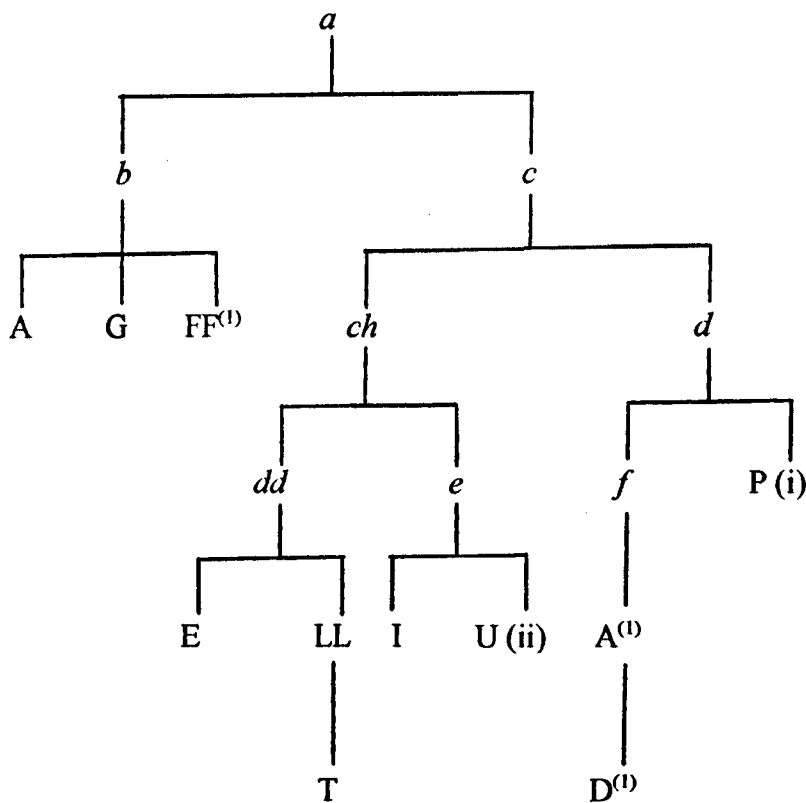 a
b c
A G FF⁽¹⁾ ch d
dd e f P (i)
E LL I U (ii) A⁽¹⁾
T D⁽¹⁾